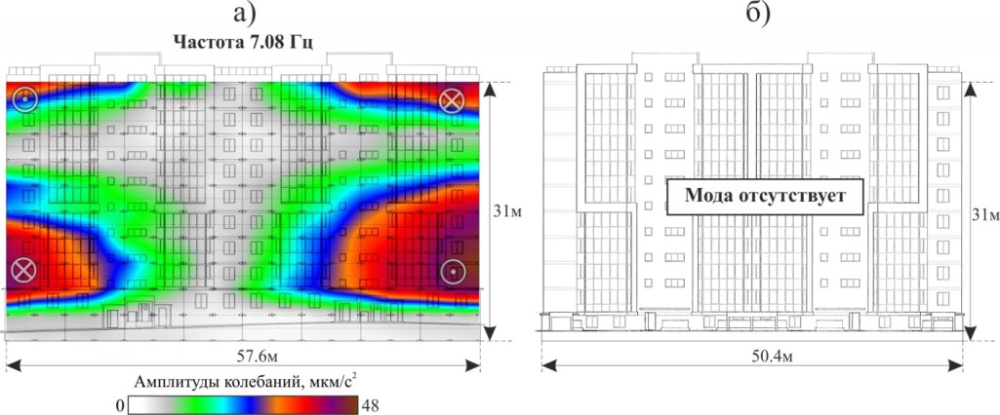 а)
Частота 7.08 Гц
31м
57.6м
Амплитуды колебаний, мкм/с²
0
48
б)
Мода отсутствует
31м
50.4м